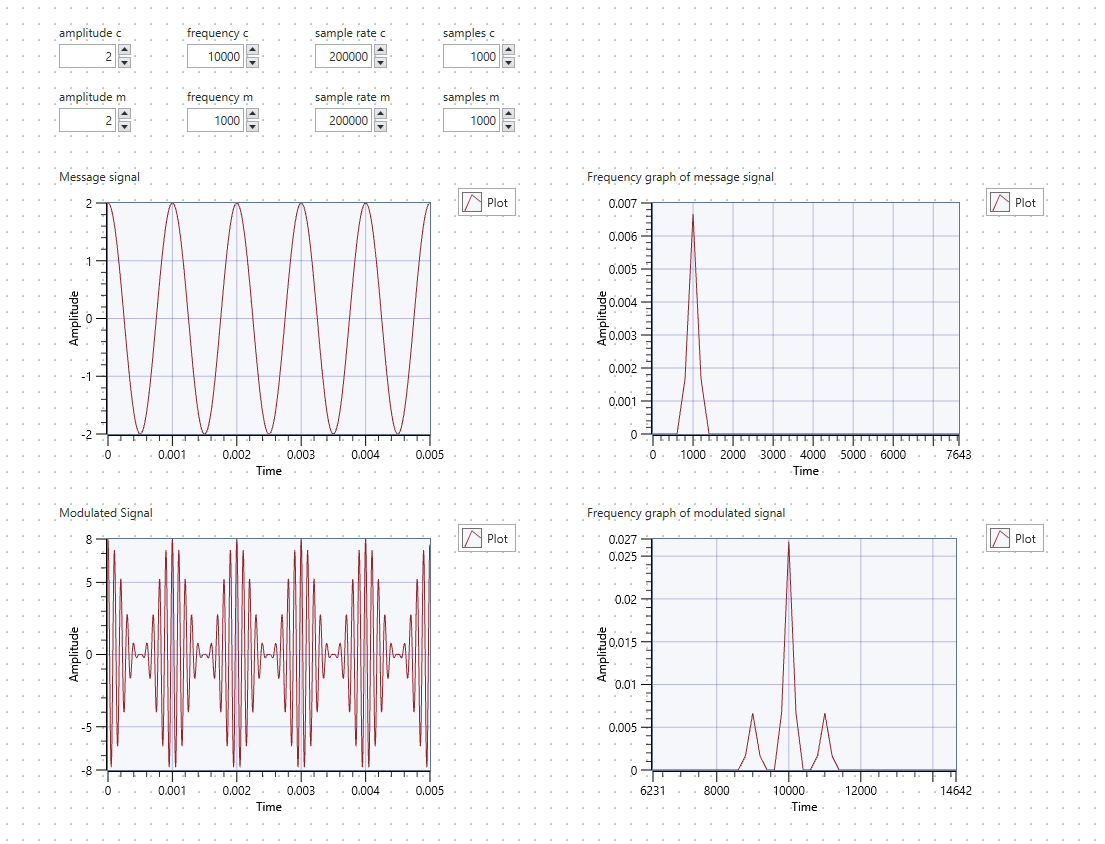 amplitude c frequency c sample rate c samples c
2 10000 200000 1000
amplitude m frequency m sample rate m samples m
2 1000 200000 1000
Message signal
Plot
2
1
0
-1
-2
Amplitude
0 0.001 0.002 0.003 0.004 0.005
Time
Frequency graph of message signal
Plot
0.007
0.006
0.005
0.004
0.003
0.002
0.001
0
Amplitude
0 1000 2000 3000 4000 5000 6000 7643
Time
Modulated Signal
Plot
8
5
0
-5
-8
Amplitude
0 0.001 0.002 0.003 0.004 0.005
Time
Frequency graph of modulated signal
Plot
0.027
0.025
0.02
0.015
0.01
0.005
0
Amplitude
6231 8000 10000 12000 14642
Time